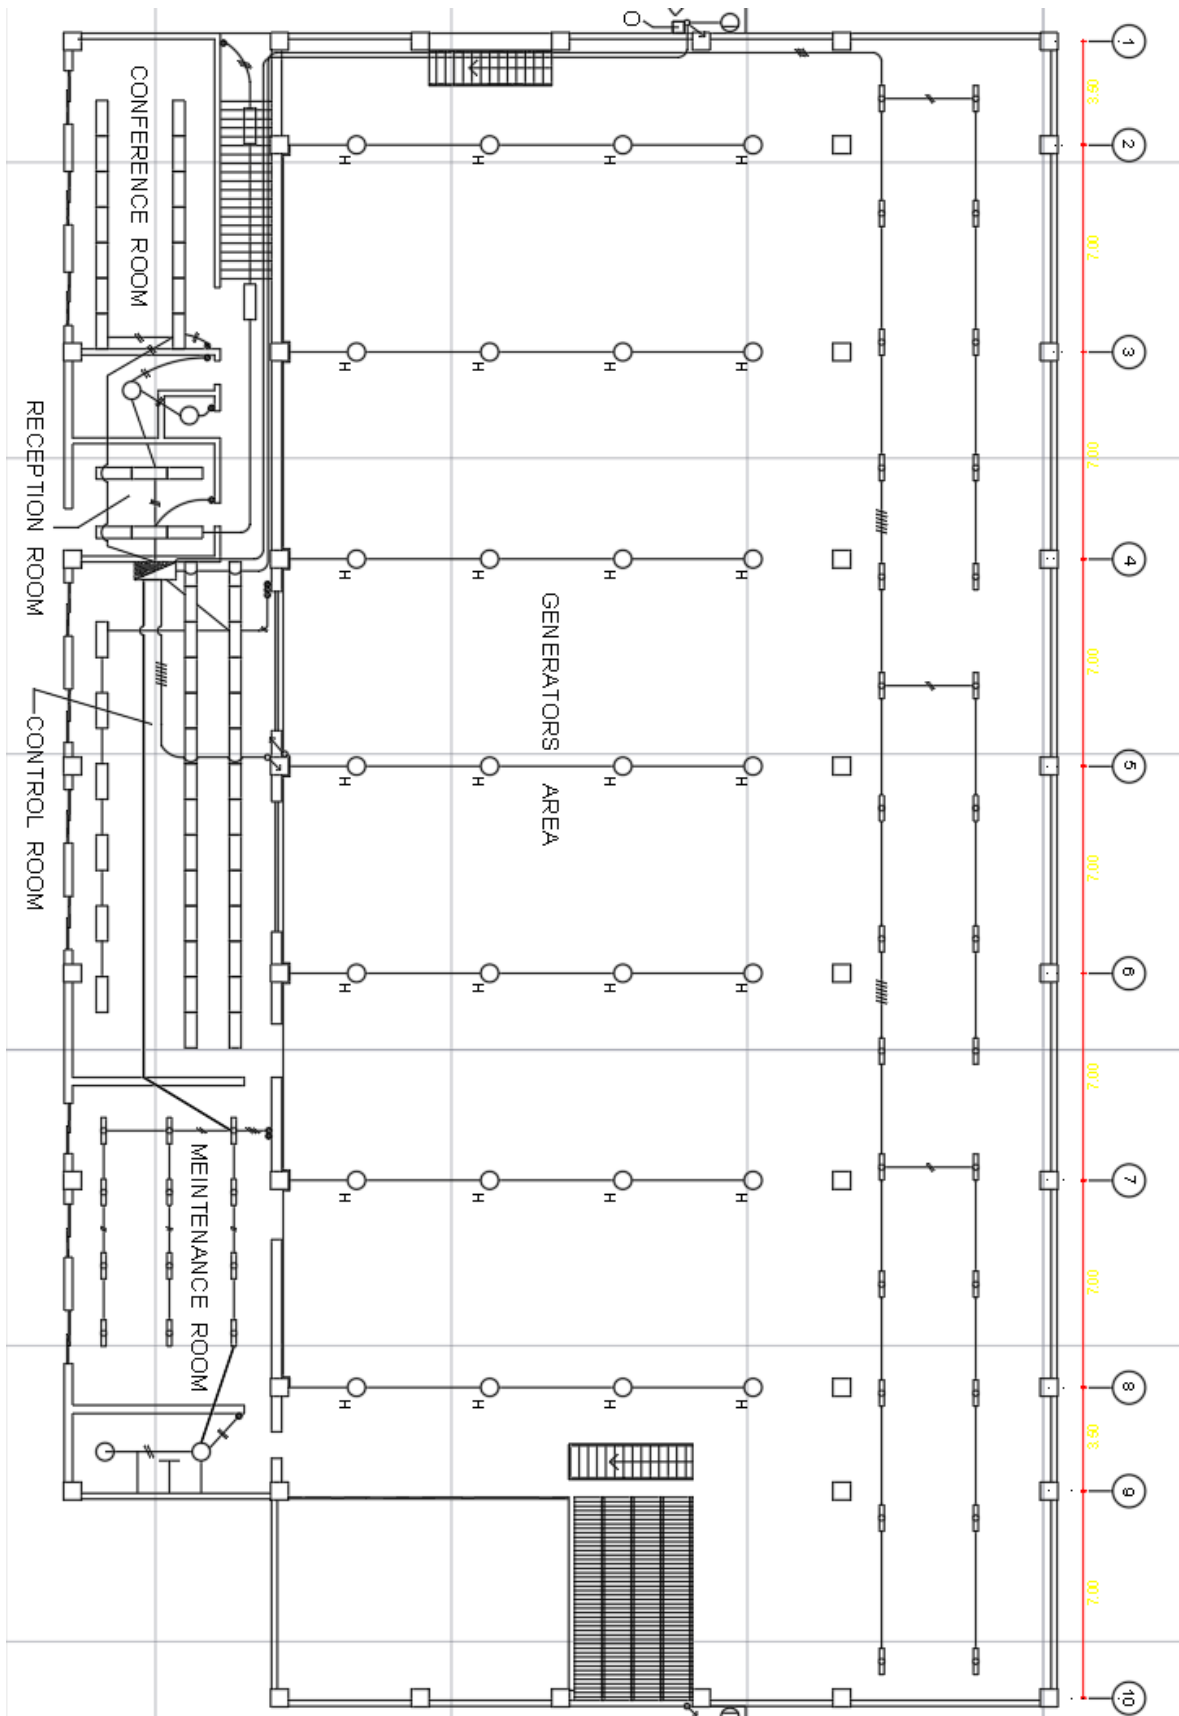 1 2 3 4 5 6 7 8 9 10
3.50 7.00 7.00 7.00 7.00 7.00 7.00 3.50 7.00
H H H H H H H
O
H H H H H H H
GENERATORS AREA
H H H H H H H
H H H H H H H
MEINTENANCE ROOM
CONFERENCE ROOM
RECEPTION ROOM
CONTROL ROOM